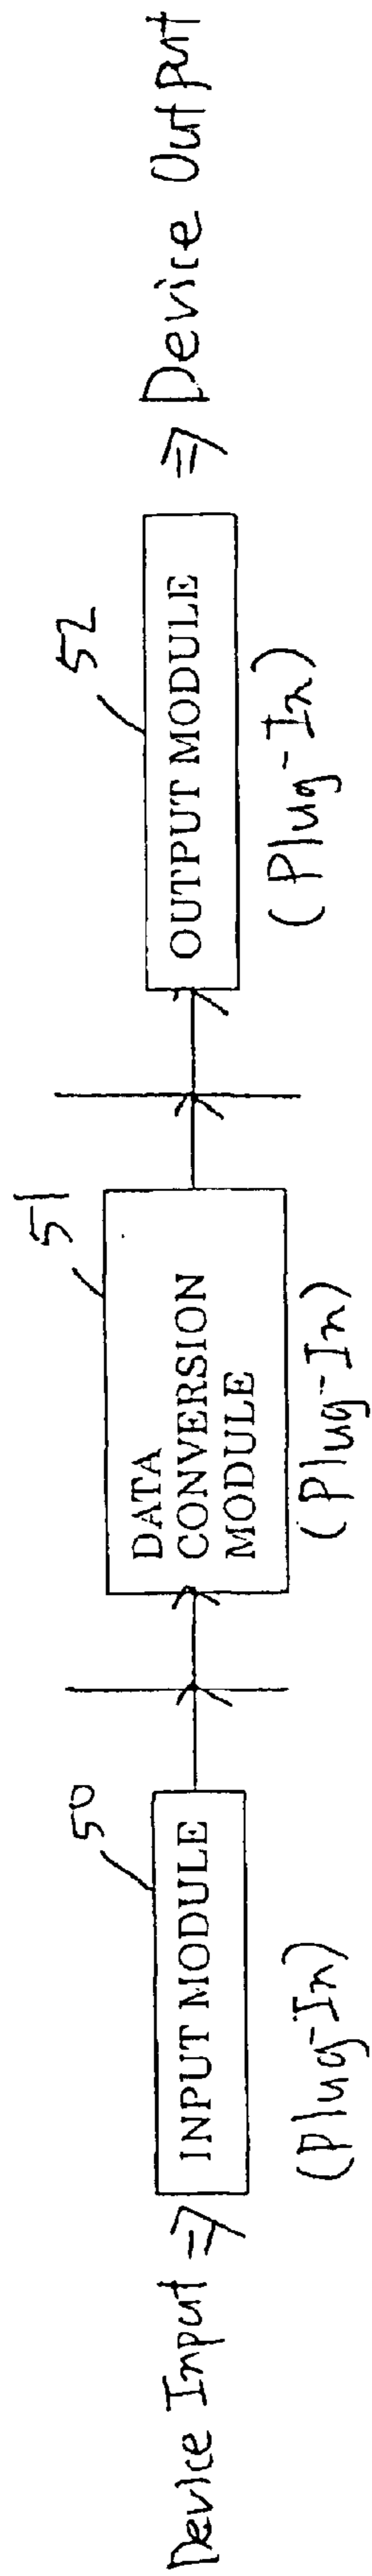 Device Input ⇒
50
INPUT MODULE
(Plug-In)
51
DATA
CONVERSION
MODULE
(Plug-In)
52
OUTPUT MODULE
(Plug-In)
⇒ Device Output